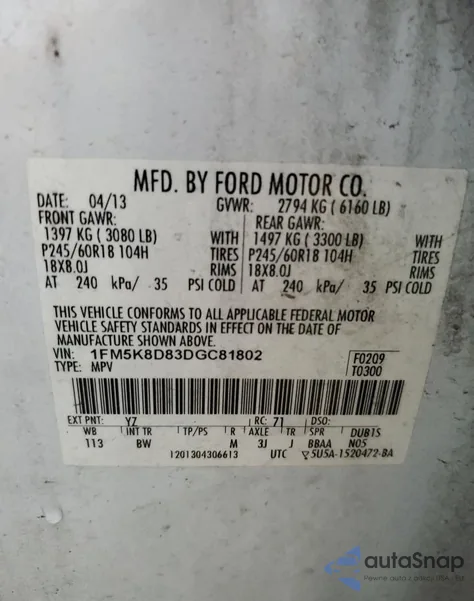 MFD. BY FORD MOTOR CO.
DATE: 04/13 GVWR: 2794 KG (6160 LB)
FRONT GAWR: REAR GAWR:
1397 KG (3080 LB) WITH 1497 KG (3300 LB) WITH
P245/60R18 104H TIRES P245/60R18 104H TIRES
18X8.0J RIMS 18X8.0J RIMS
AT 240 kPa/ 35 PSI COLD AT 240 kPa/ 35 PSI COLD
THIS VEHICLE CONFORMS TO ALL APPLICABLE FEDERAL MOTOR
VEHICLE SAFETY STANDARDS IN EFFECT ON THE DATE OF
MANUFACTURE SHOWN ABOVE.
VIN: 1FM5K8D83DGC81802 F0209
TYPE: MPV T0300
EXT PNT: YZ RC: 71 DSO:
WB INT TR TP/PS R AXLE TR SPR DUB1S
113 BW M 3J J BBAA N05
1201304306613 UTC 5U5A-1520472-BA
autoSnap